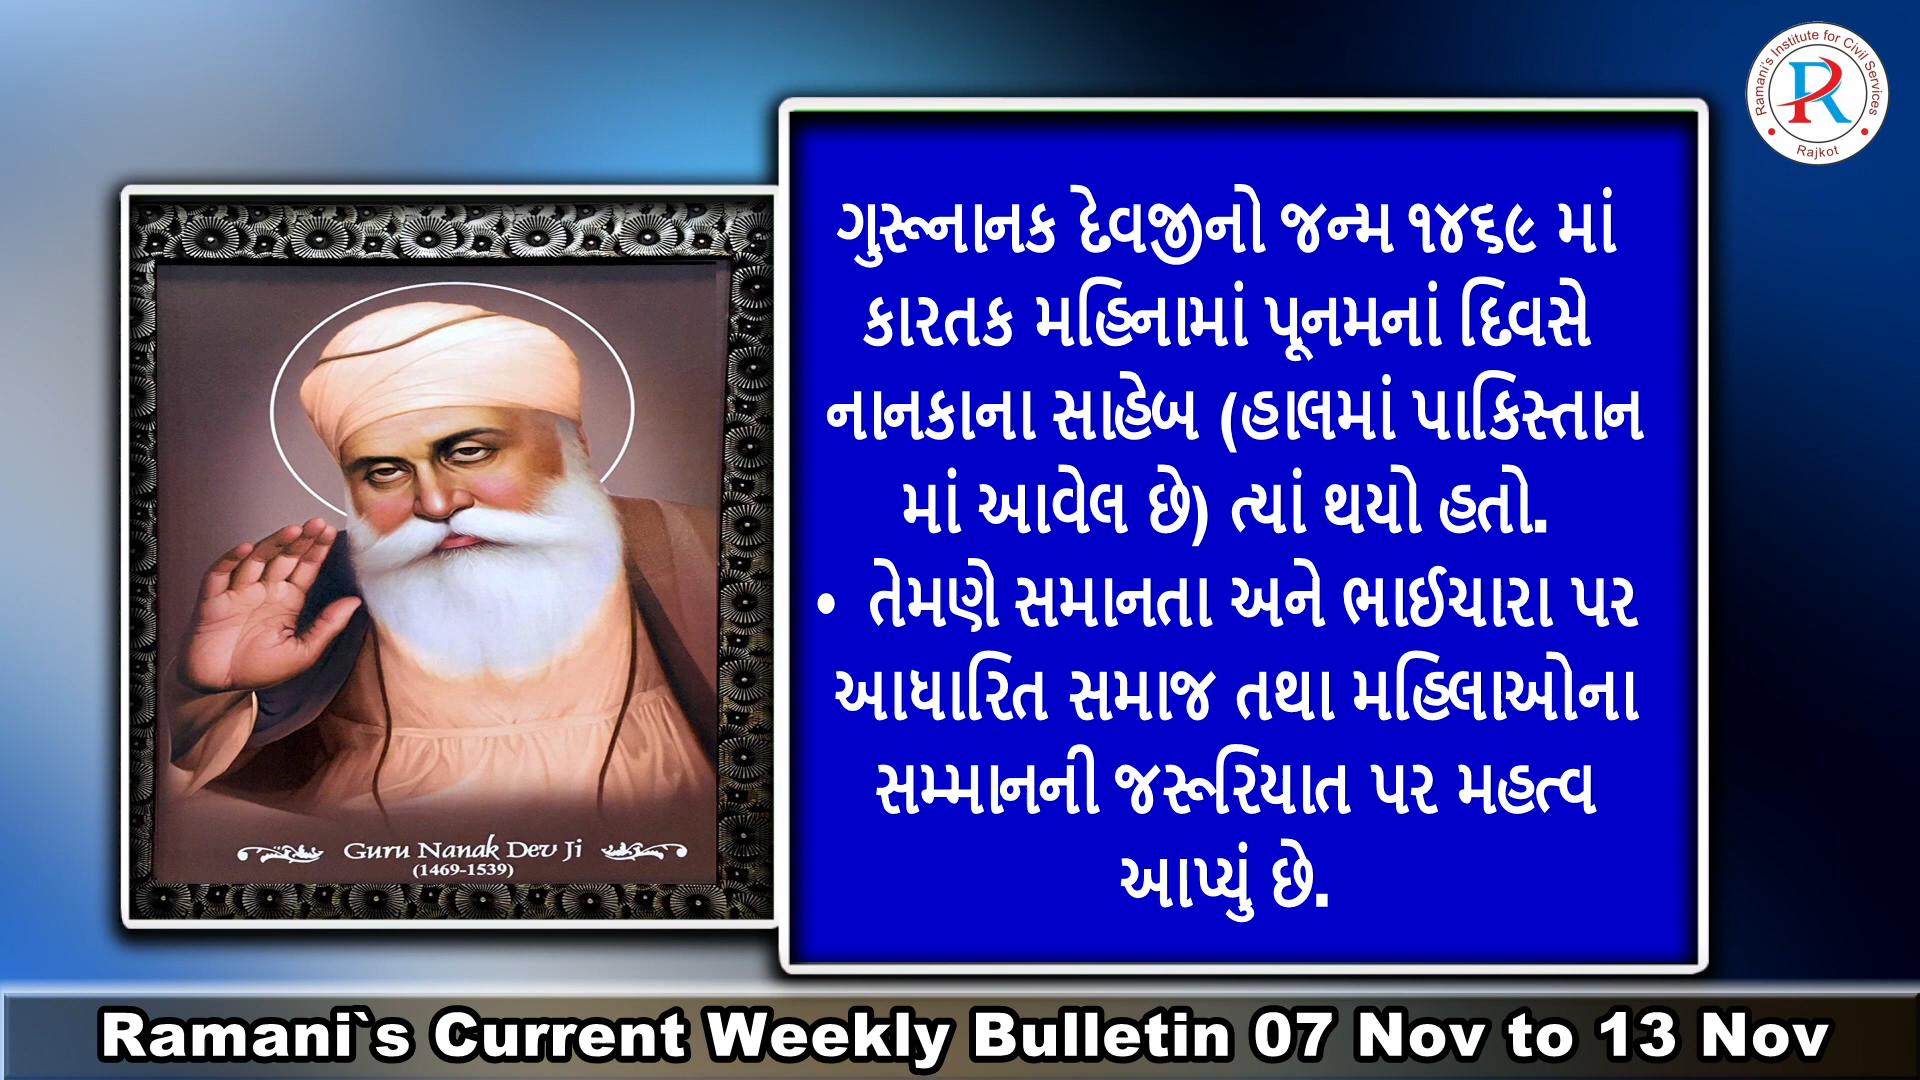 Ramani's Institute for Civil Services
R
Rajkot
ગુરૂનાનક દેવજીનો જન્મ ૧૪૬૯ માં
કારતક મહિનામાં પૂનમનાં દિવસે
નાનકાના સાહેબ (હાલમાં પાકિસ્તાન
માં આવેલ છે) ત્યાં થયો હતો.
• તેમણે સમાનતા અને ભાઈચારા પર
આધારિત સમાજ તથા મહિલાઓના
સમ્માનની જરૂરિયાત પર મહત્વ
આપ્યું છે.
Guru Nanak Dev Ji
(1469-1539)
Ramani`s Current Weekly Bulletin 07 Nov to 13 Nov